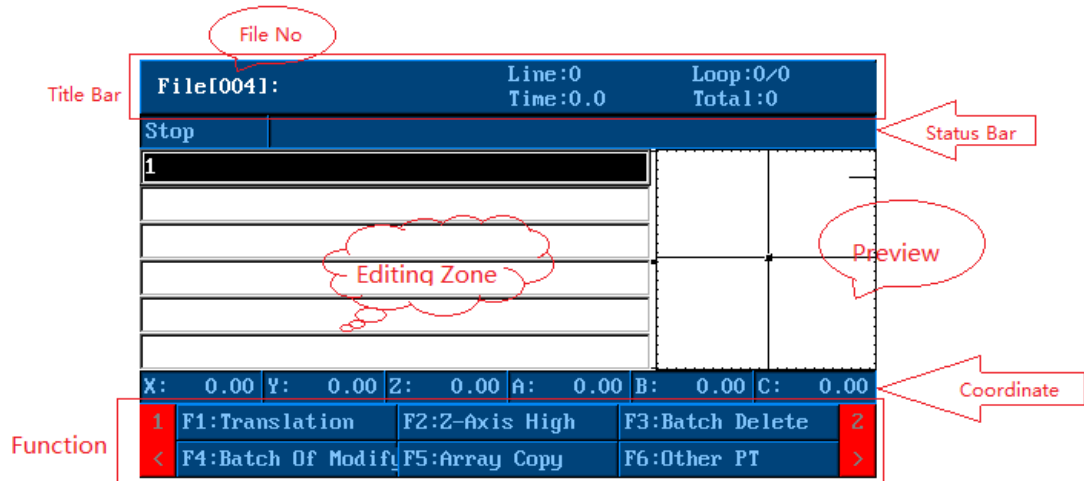 File No
Title Bar
File[004]:
Line:0
Loop:0/0
Time:0.0
Total:0
Stop
Status Bar
1
Editing Zone
Preview
X: 0.00 Y: 0.00 Z: 0.00 A: 0.00 B: 0.00 C: 0.00
Coordinate
Function
1 F1:Translation F2:Z-Axis High F3:Batch Delete 2
< F4:Batch Of Modify F5:Array Copy F6:Other PT >